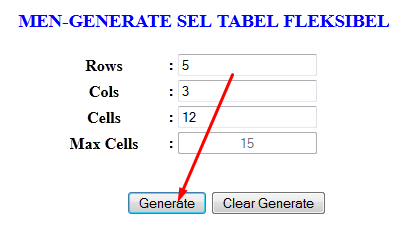 MEN-GENERATE SEL TABEL FLEKSIBEL
Rows : 5
Cols : 3
Cells : 12
Max Cells : 15
Generate Clear Generate